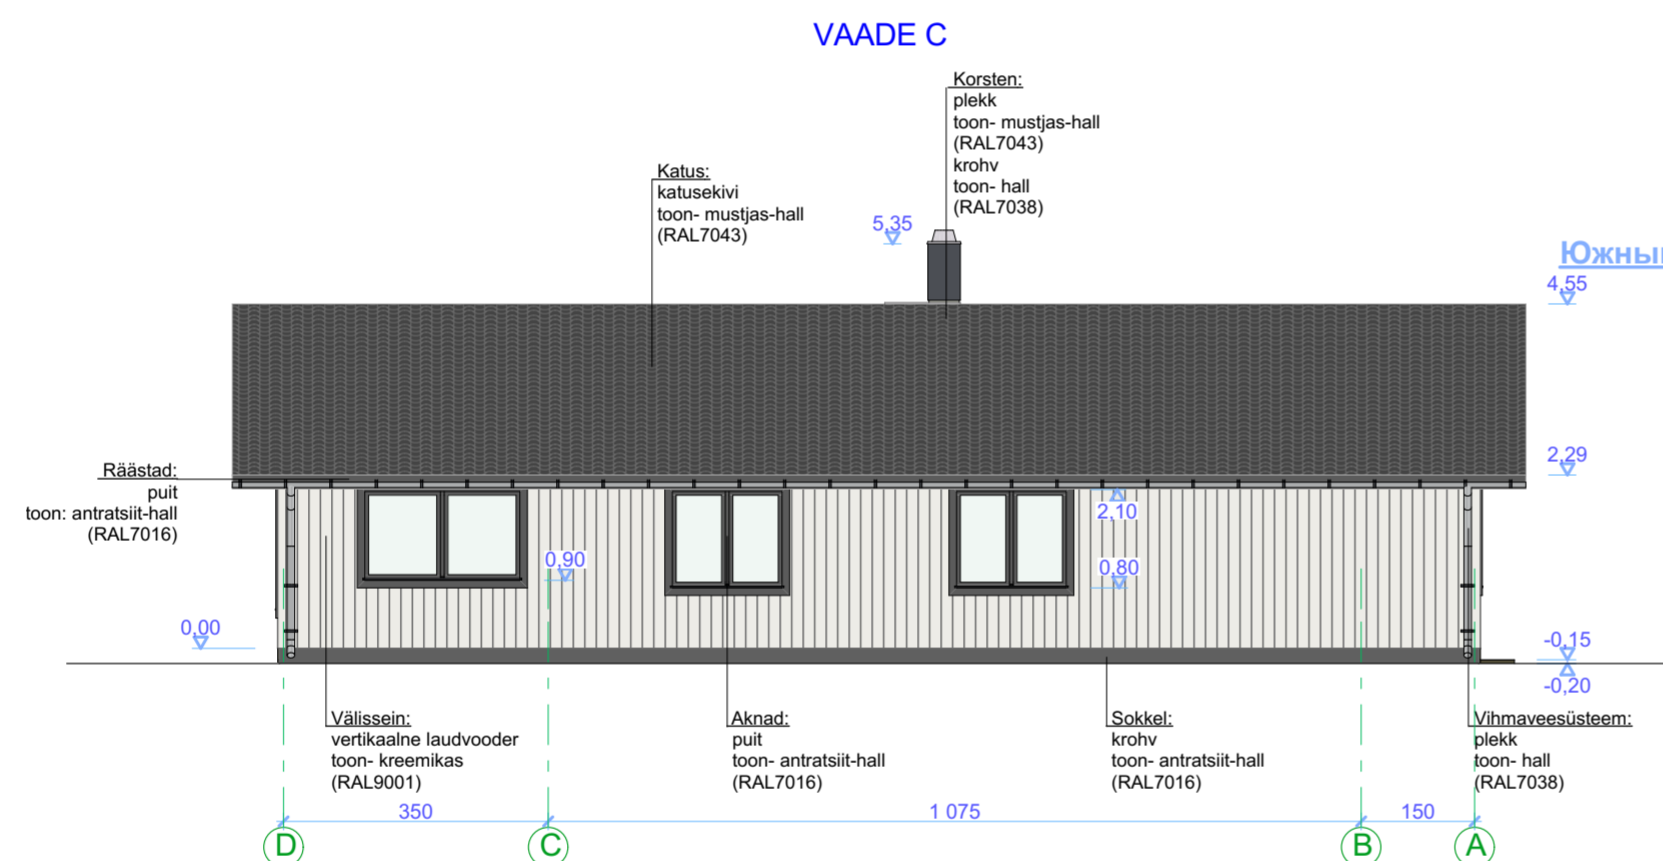 VAADE C
Korsten:
plekk
toon- mustjas-hall
(RAL7043)
krohv
toon- hall
(RAL7038)
Katus:
katusekivi
toon- mustjas-hall
(RAL7043)
5,35
4,55
2,29
Räästad:
puit
toon: antratsiit-hall
(RAL7016)
2,10
0,90
0,80
0,00
-0,15
-0,20
Välissein:
vertikaalne laudvooder
toon- kreemikas
(RAL9001)
Aknad:
puit
toon- antratsiit-hall
(RAL7016)
Sokkel:
krohv
toon- antratsiit-hall
(RAL7016)
Vihmaveesüsteem:
plekk
toon- hall
(RAL7038)
350
1 075
150
D
C
B
A